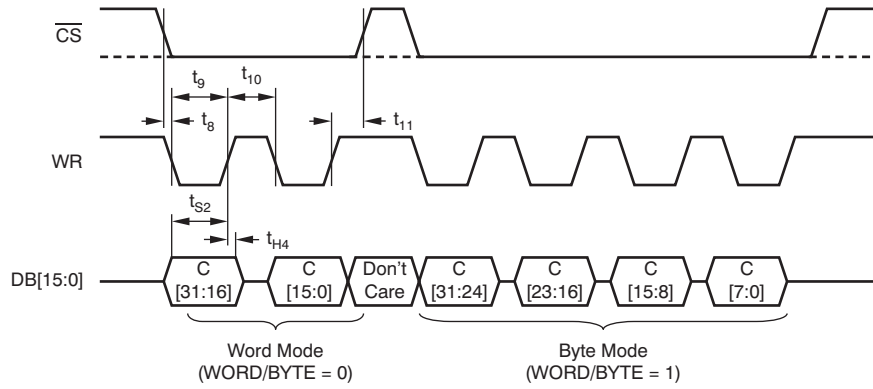 CS
t9
t10
t8
t11
WR
tS2
tH4
DB[15:0]
C
[31:16]
C
[15:0]
Don't
Care
C
[31:24]
C
[23:16]
C
[15:8]
C
[7:0]
Word Mode
(WORD/BYTE = 0)
Byte Mode
(WORD/BYTE = 1)